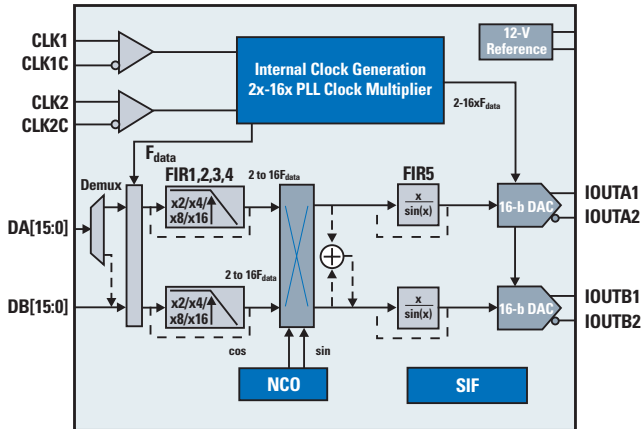 CLK1
CLK1C
CLK2
CLK2C
12-V
Reference
Internal Clock Generation
2x-16x PLL Clock Multiplier
2-16xFdata
Fdata
Demux
FIR1,2,3,4
2 to 16Fdata
FIR5
x2/x4/
x8/x16
x
sin(x)
16-b DAC
IOUTA1
IOUTA2
DA[15:0]
+
2 to 16Fdata
DB[15:0]
x2/x4/
x8/x16
x
sin(x)
16-b DAC
IOUTB1
IOUTB2
cos
sin
NCO
SIF